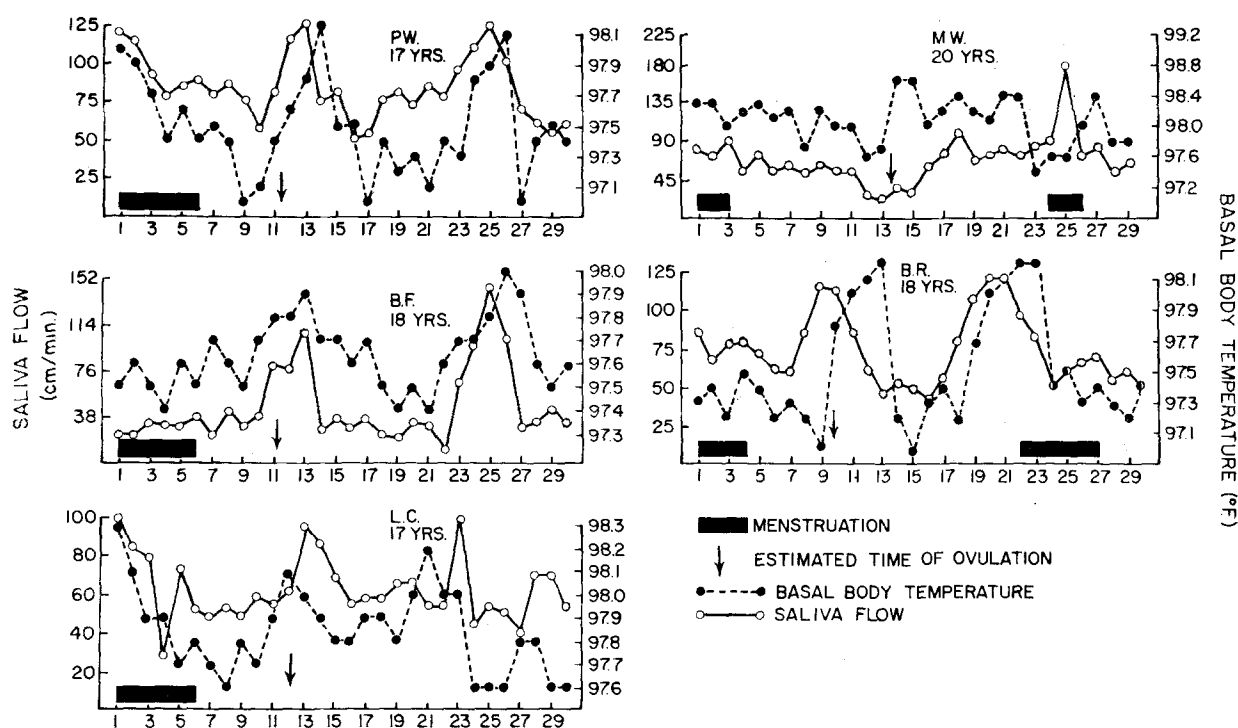 SALIVA FLOW
(cm/min.)
P.W.
17 YRS.
125
100
75
50
25
98.1
97.9
97.7
97.5
97.3
97.1
1 3 5 7 9 11 13 15 17 19 21 23 25 27 29
M.W.
20 YRS.
225
180
135
90
45
99.2
98.8
98.4
98.0
97.6
97.2
1 3 5 7 9 11 13 15 17 19 21 23 25 27 29
B.F.
18 YRS.
152
114
76
38
98.0
97.9
97.8
97.7
97.6
97.5
97.4
97.3
1 3 5 7 9 11 13 15 17 19 21 23 25 27 29
B.R.
18 YRS.
125
100
75
50
25
98.1
97.9
97.7
97.5
97.3
97.1
1 3 5 7 9 11 13 15 17 19 21 23 25 27 29
L.C.
17 YRS.
100
80
60
40
20
98.3
98.2
98.1
98.0
97.9
97.8
97.7
97.6
1 3 5 7 9 11 13 15 17 19 21 23 25 27 29
BASAL BODY TEMPERATURE (°F)
MENSTRUATION
ESTIMATED TIME OF OVULATION
BASAL BODY TEMPERATURE
SALIVA FLOW